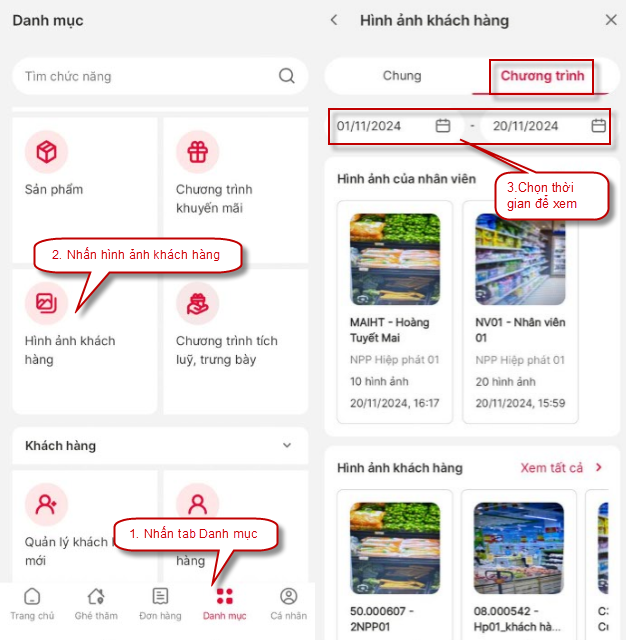 Danh mục
Tìm chức năng
Sản phẩm
Chương trình
khuyến mãi
2. Nhấn hình ảnh khách hàng
Hình ảnh khách
hàng
Chương trình tích
luỹ, trưng bày
Khách hàng
Quản lý khách h
mới
hàng
1. Nhấn tab Danh mục
Trang chủ
Ghé thăm
Đơn hàng
Danh mục
Cá nhân
Hình ảnh khách hàng
Chung
Chương trình
01/11/2024
-
20/11/2024
3.Chọn thời
gian để xem
Hình ảnh của nhân viên
MAIHT - Hoàng
Tuyết Mai
NPP Hiệp phát 01
10 hình ảnh
20/11/2024, 16:17
NV01 - Nhân viên
01
NPP Hiệp phát 01
20 hình ảnh
20/11/2024, 15:59
Hình ảnh khách hàng
Xem tất cả
50.000607 -
2NPP01
08.000542 -
Hp01_khách hà...